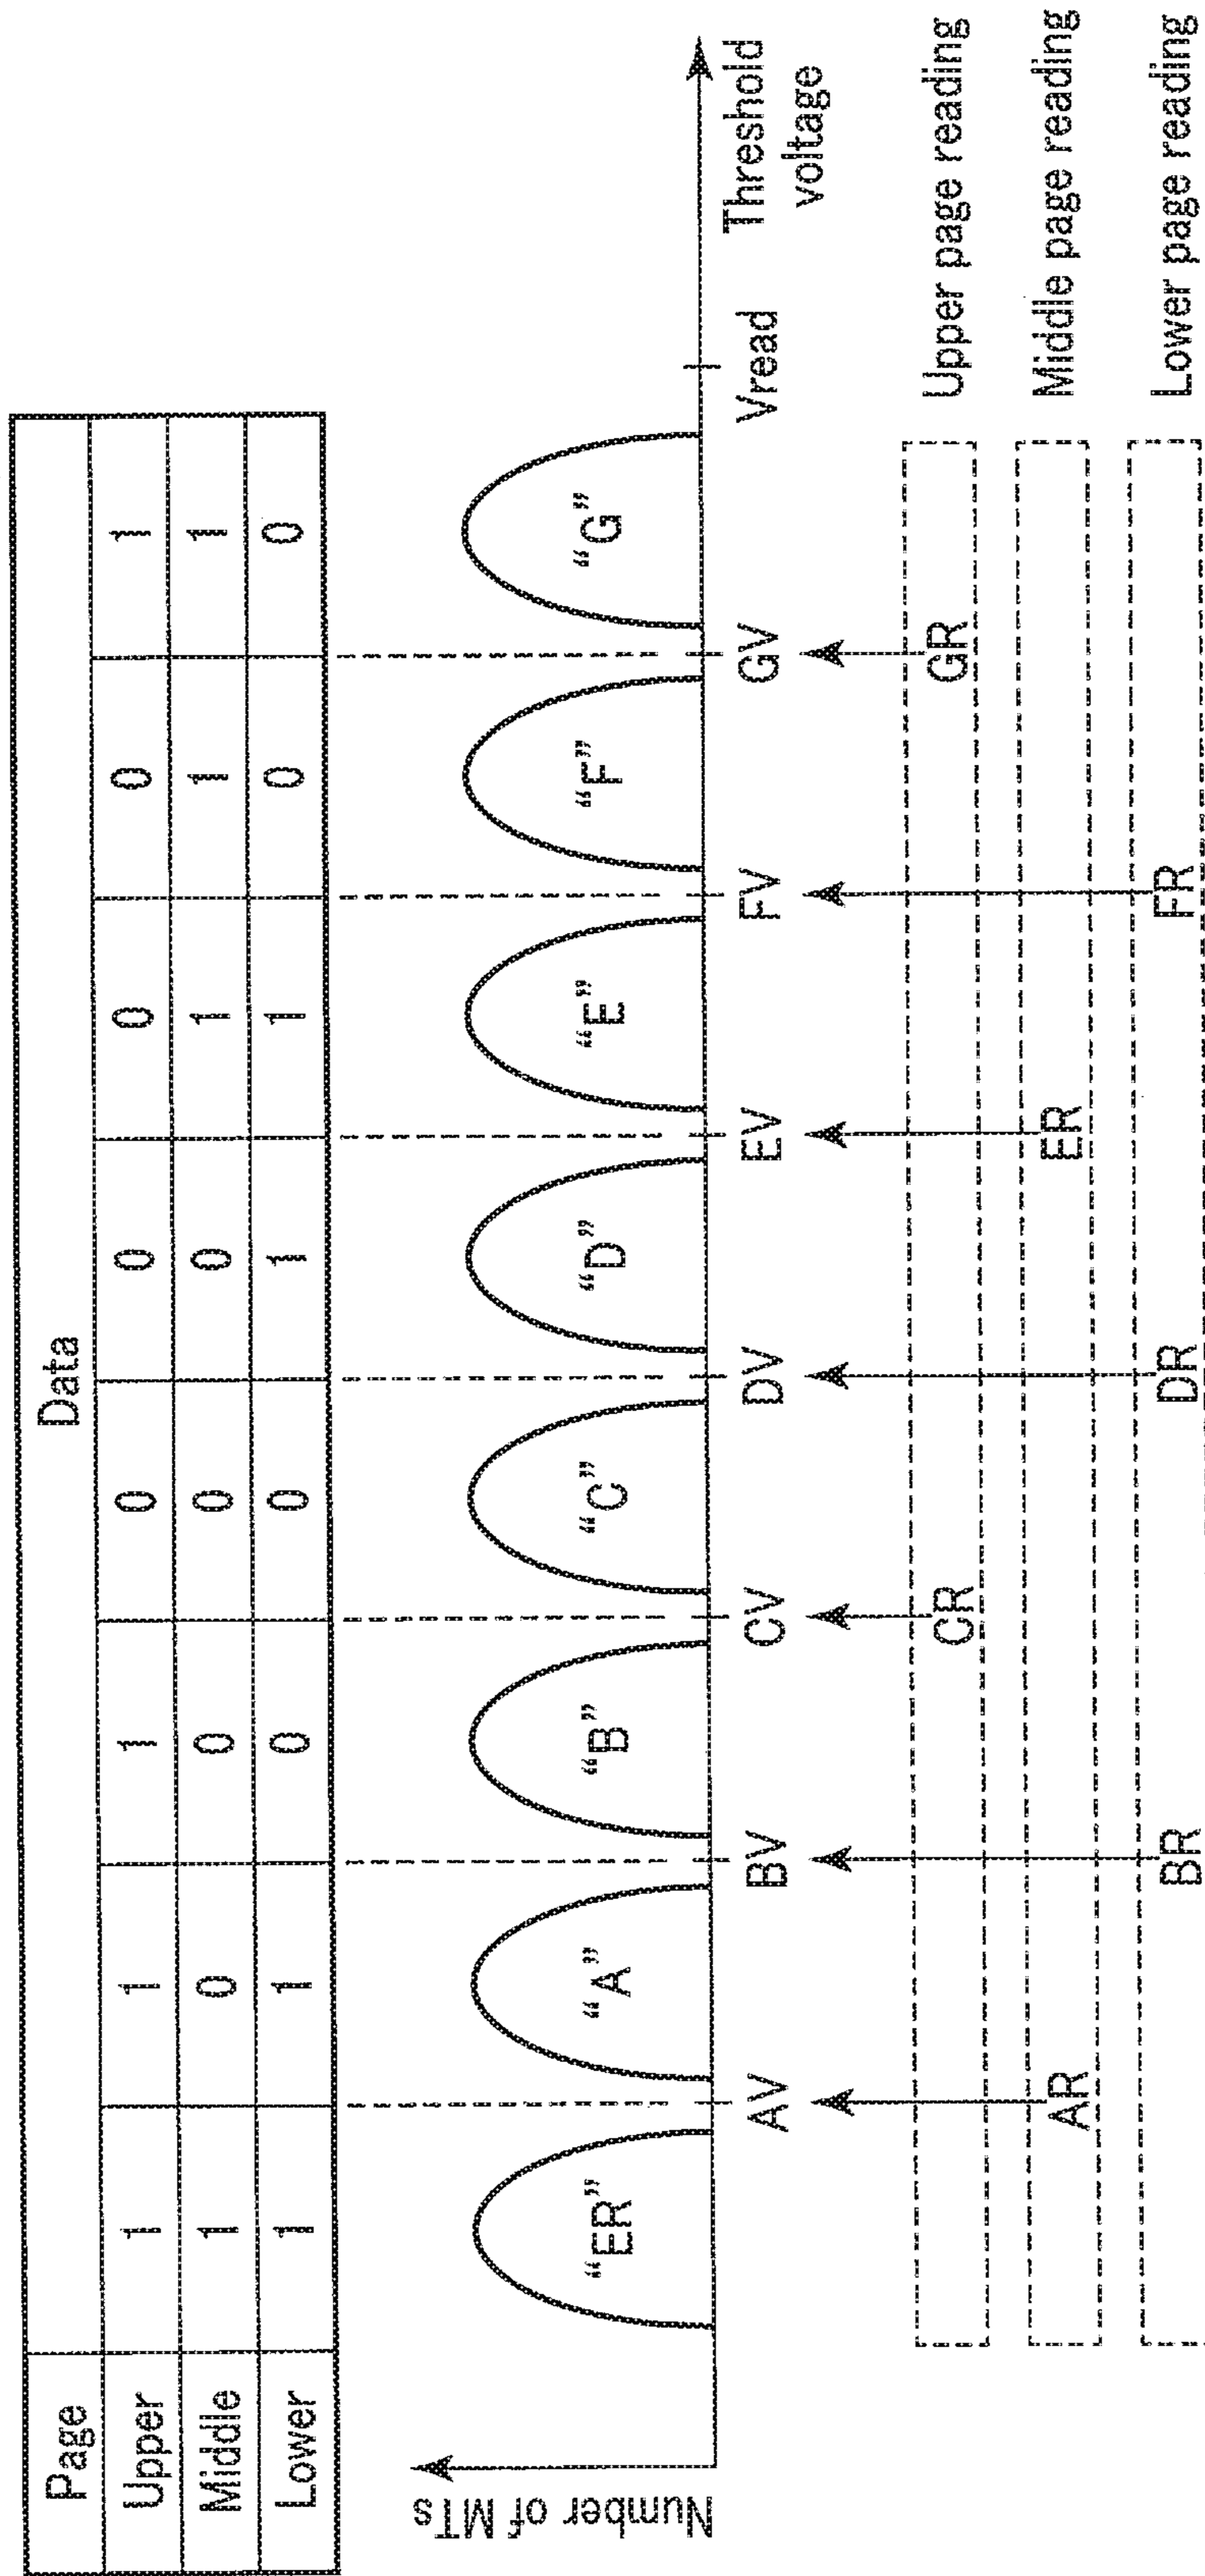 Page Data
Upper 1 1 1 0 0 0 0 1
Middle 1 0 0 0 0 1 1 1
Lower 1 1 0 0 1 1 0 0
Number of MTs
“ER” “A” “B” “C” “D” “E” “F” “G”
AV BV CV DV EV FV GV Vread Threshold
voltage
CR GR Upper page reading
AR ER Middle page reading
BR DR FR Lower page reading